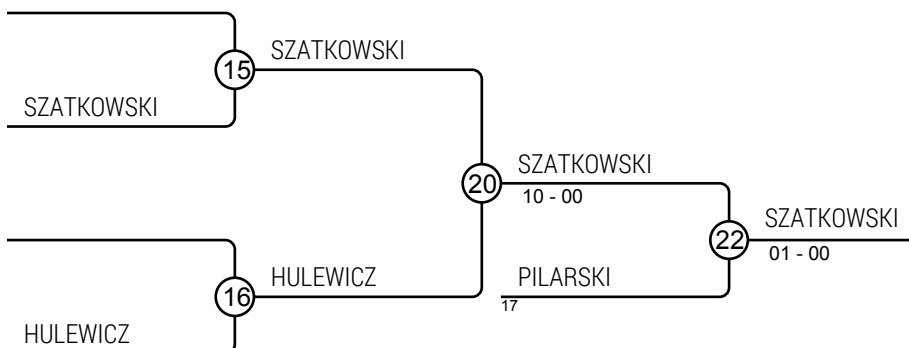 SZATKOWSKI
15
SZATKOWSKI
SZATKOWSKI
20
10 - 00
SZATKOWSKI
22
01 - 00
HULEWICZ
16
PILARSKI
17
HULEWICZ